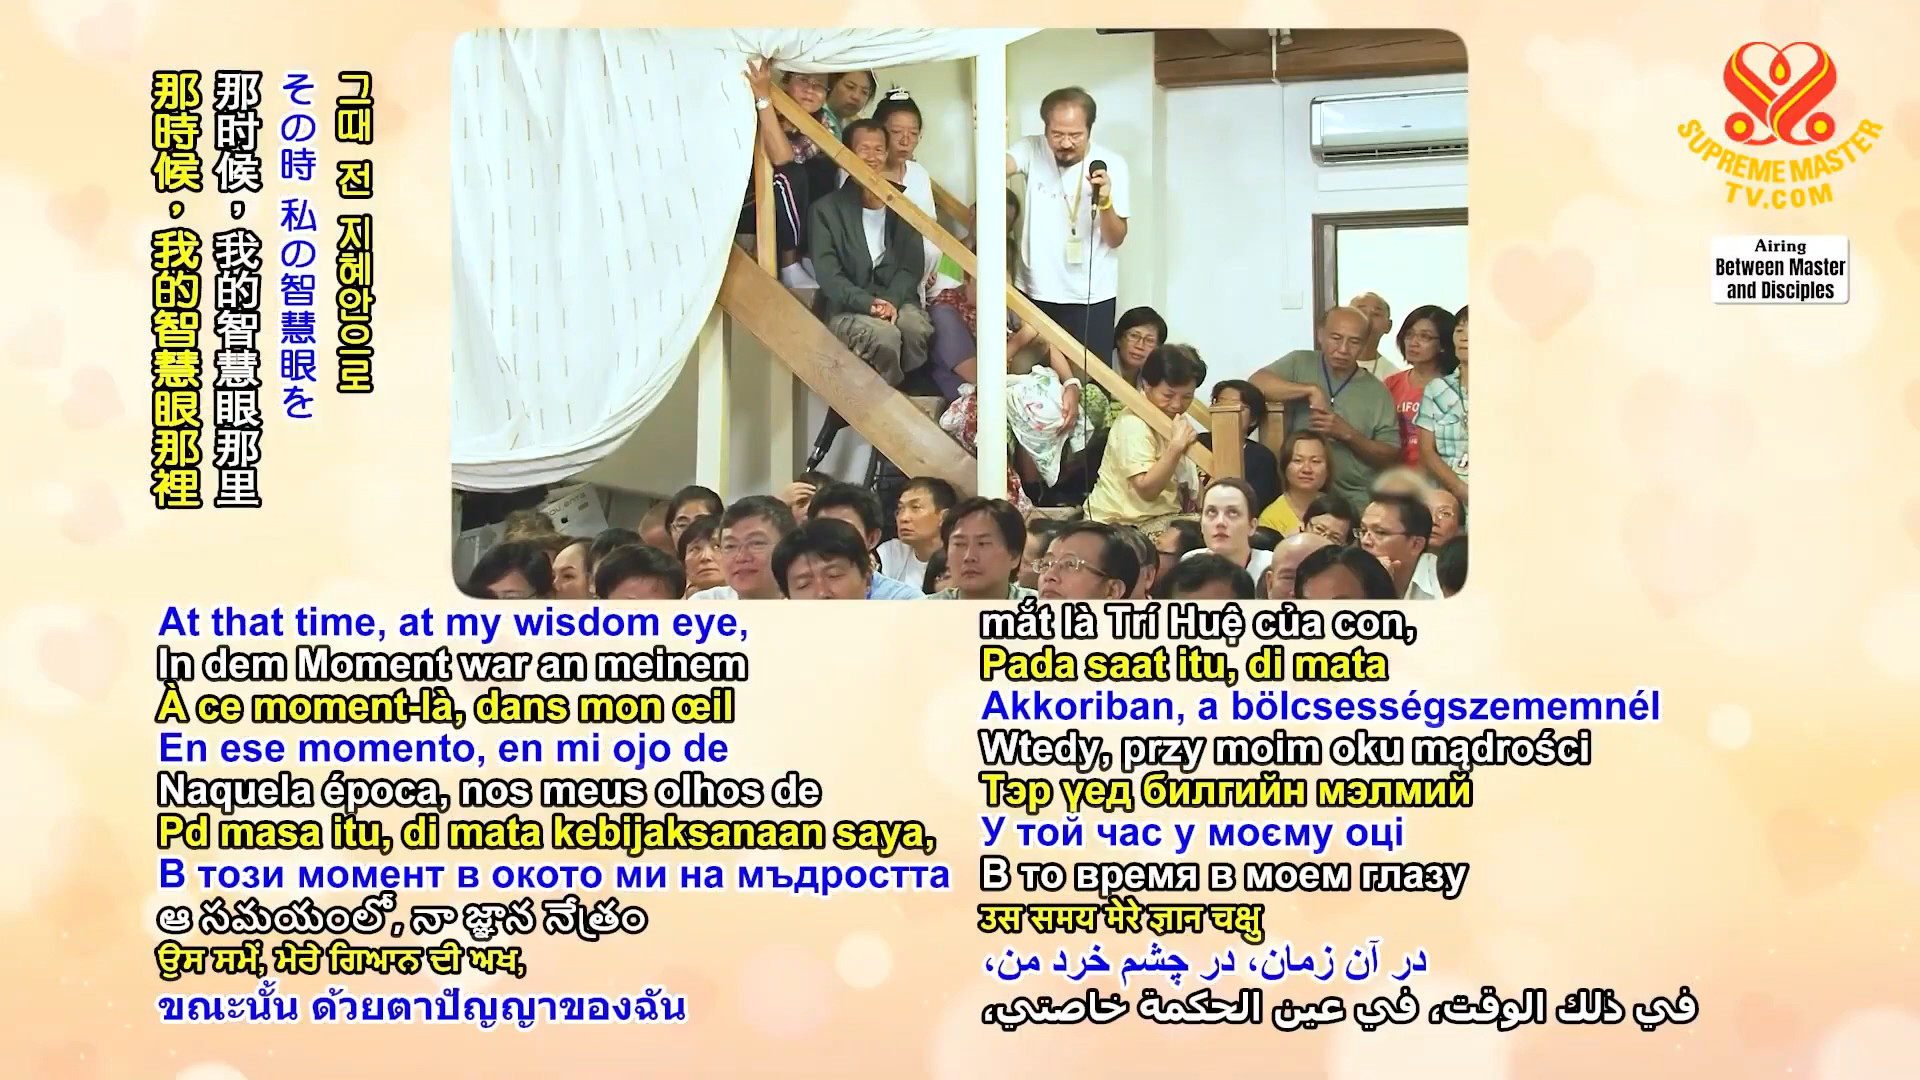 그때 전 지혜안으로
その時 私の智慧眼を
那时候，我的智慧眼那里
那時候，我的智慧眼那裡
SUPREME MASTER
TV.COM
Airing
Between Master
and Disciples
At that time, at my wisdom eye,
In dem Moment war an meinem
À ce moment-là, dans mon œil
En ese momento, en mi ojo de
Naquela época, nos meus olhos de
Pd masa itu, di mata kebijaksanaan saya,
В този момент в окото ми на мъдростта
ఆ సమయంలో, నా జ్ఞాన నేత్రం
ਉਸ ਸਮੇਂ, ਮੇਰੇ ਗਿਆਨ ਦੀ ਅਖ,
ขณะนั้น ด้วยตาปัญญาของฉัน
mắt là Trí Huệ của con,
Pada saat itu, di mata
Akkoriban, a bölcsességszememnél
Wtedy, przy moim oku mądrości
Тэр үед билгийн мэлмий
У той час у моєму оці
В то время в моем глазу
उस समय मेरे ज्ञान चक्षु
در آن زمان، در چشم خرد من،
في ذلك الوقت، في عين الحكمة خاصتي،